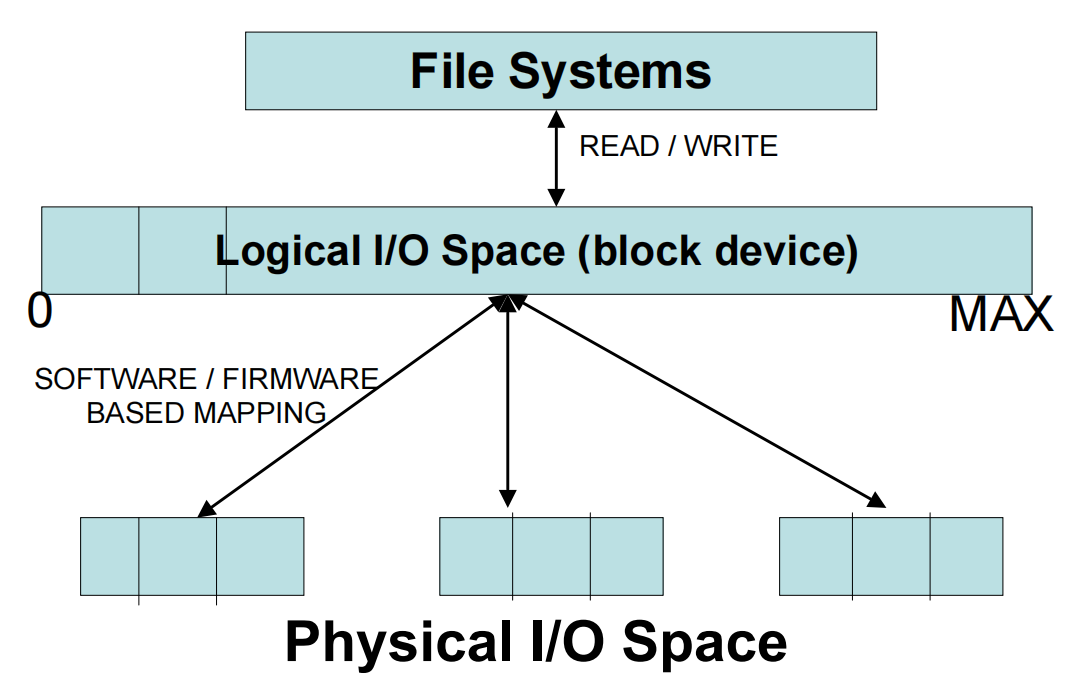 File Systems
READ / WRITE
Logical I/O Space (block device)
0
MAX
SOFTWARE / FIRMWARE
BASED MAPPING
Physical I/O Space